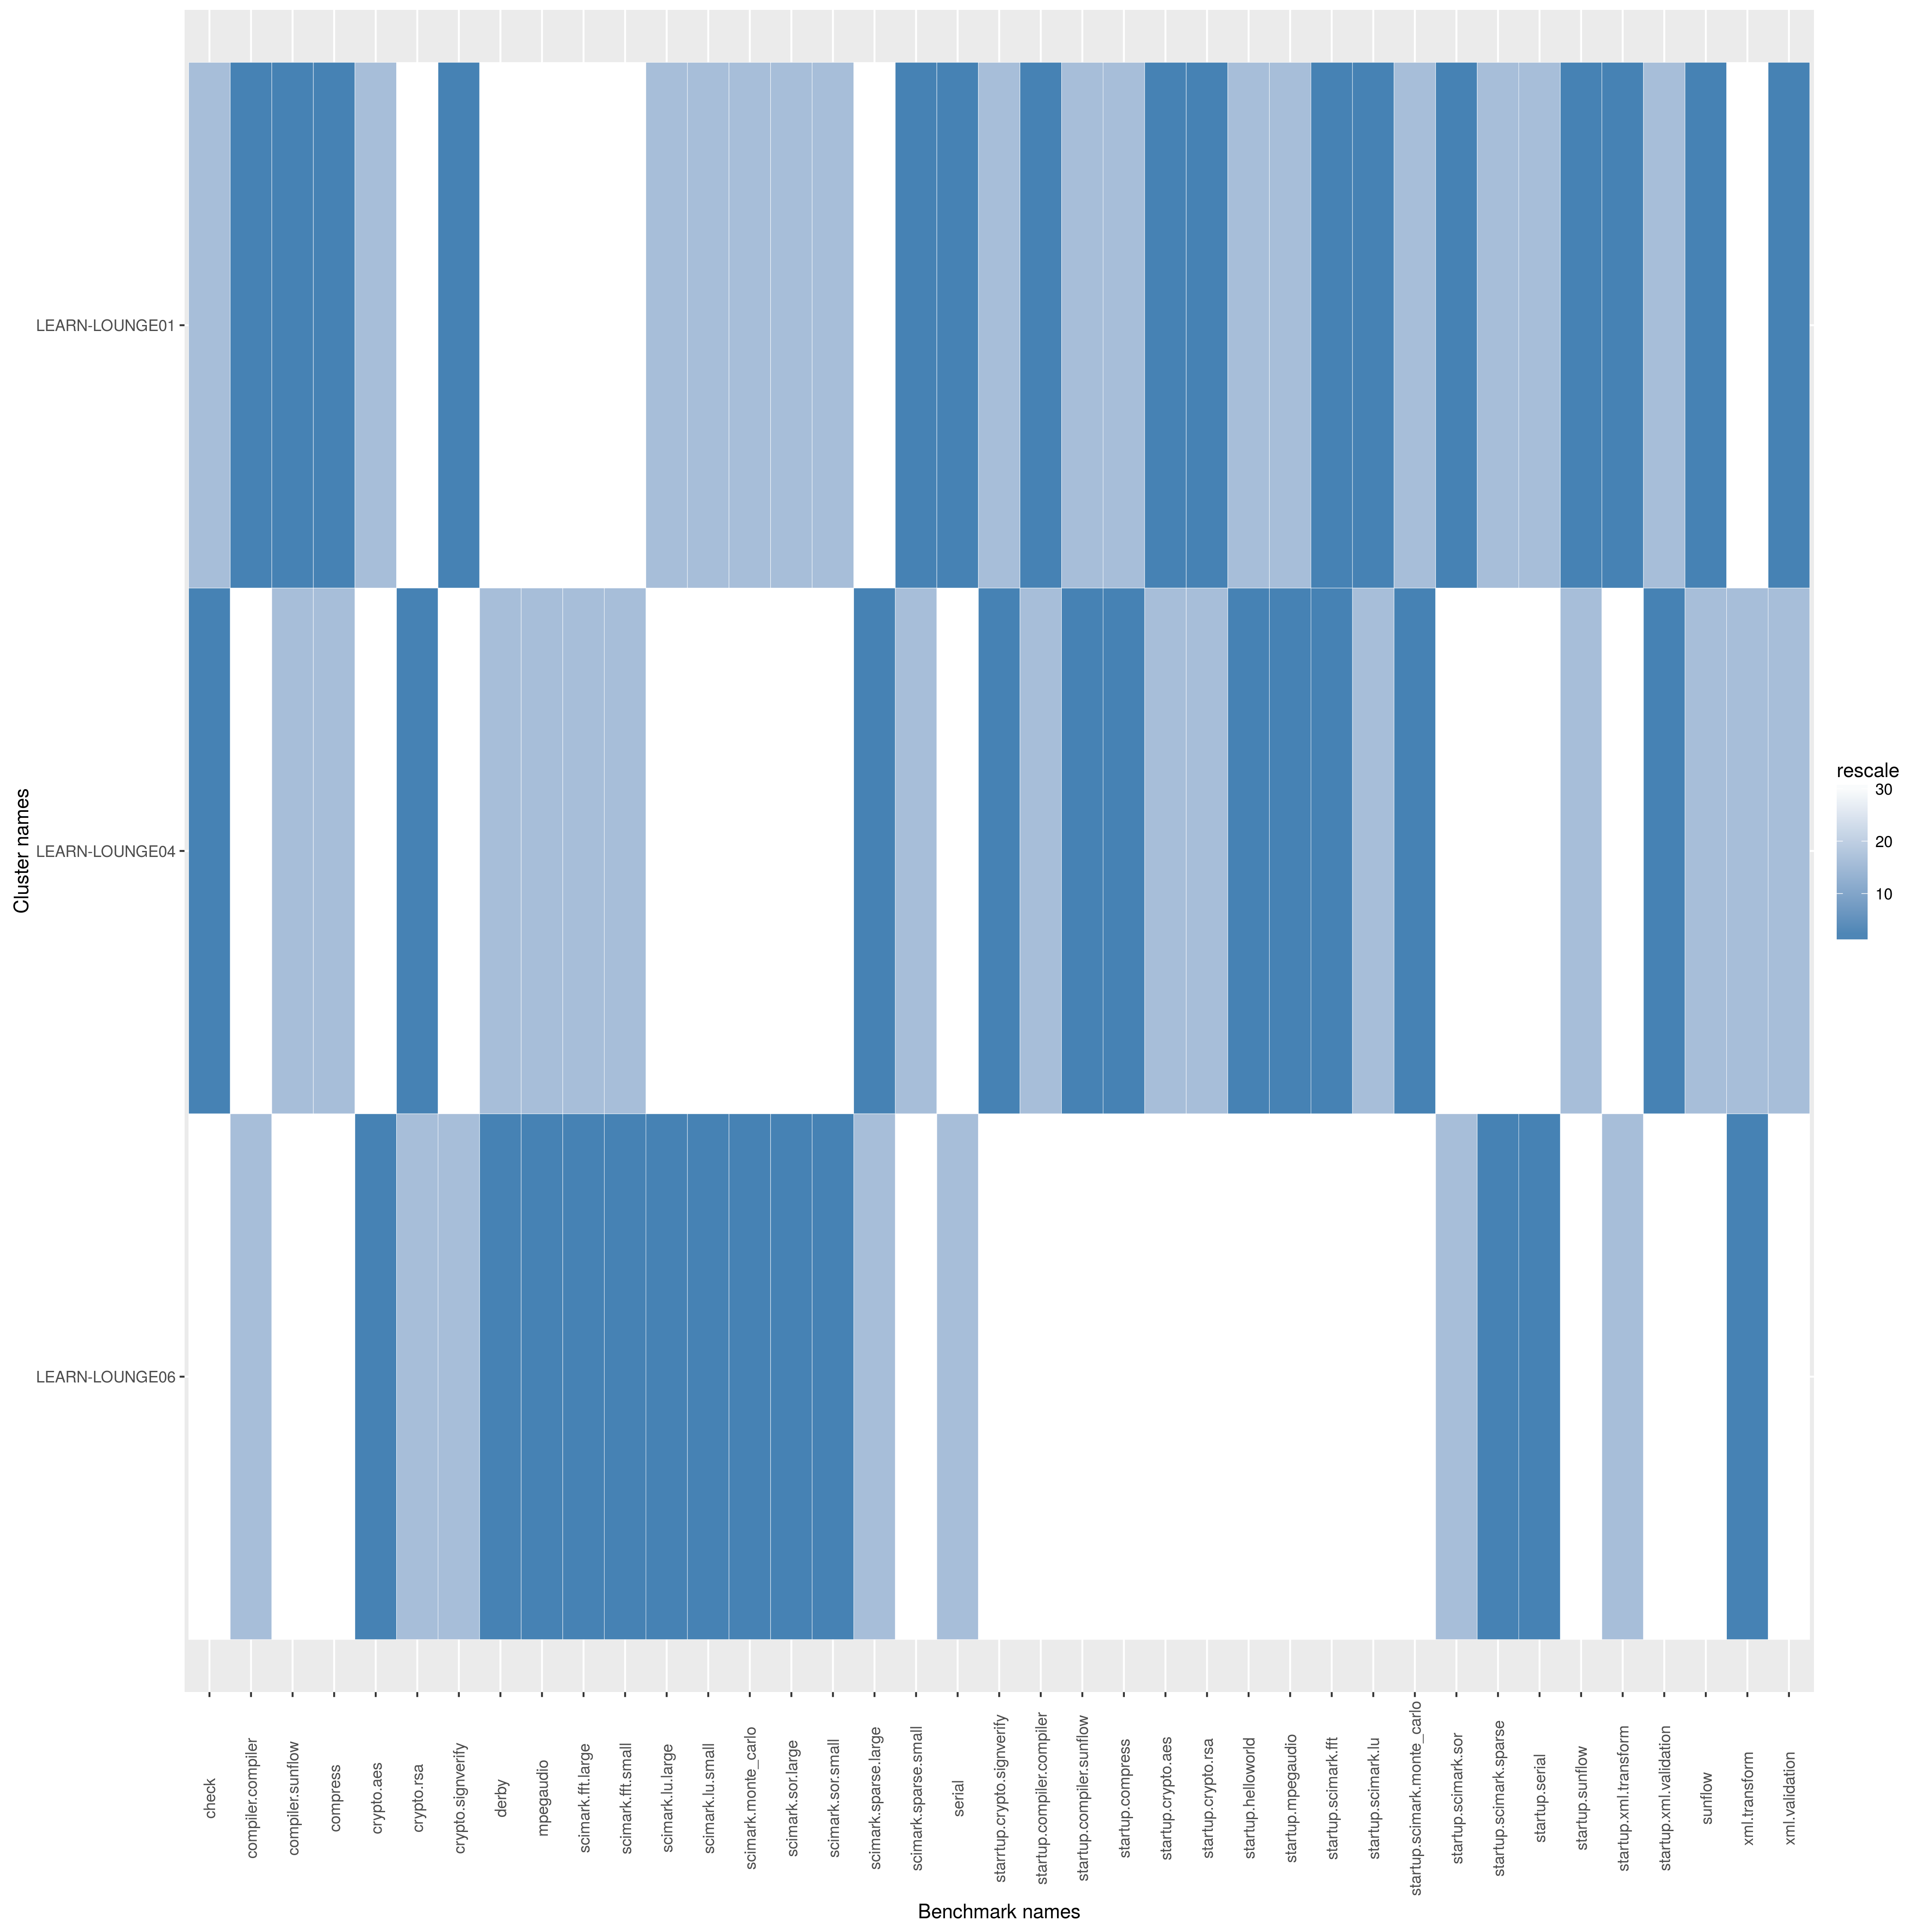 LEARN-LOUNGE01
LEARN-LOUNGE04
LEARN-LOUNGE06
Cluster names
rescale
30
20
10
check
compiler.compiler
compiler.sunflow
compress
crypto.aes
crypto.rsa
crypto.signverify
derby
mpegaudio
scimark.fft.large
scimark.fft.small
scimark.lu.large
scimark.lu.small
scimark.monte_carlo
scimark.sor.large
scimark.sor.small
scimark.sparse.large
scimark.sparse.small
serial
starrtup.crypto.signverify
startup.compiler.compiler
startup.compiler.sunflow
startup.compress
startup.crypto.aes
startup.crypto.rsa
startup.helloworld
startup.mpegaudio
startup.scimark.fft
startup.scimark.lu
startup.scimark.monte_carlo
startup.scimark.sor
startup.scimark.sparse
startup.serial
startup.sunflow
startup.xml.transform
startup.xml.validation
sunflow
xml.transform
xml.validation
Benchmark names